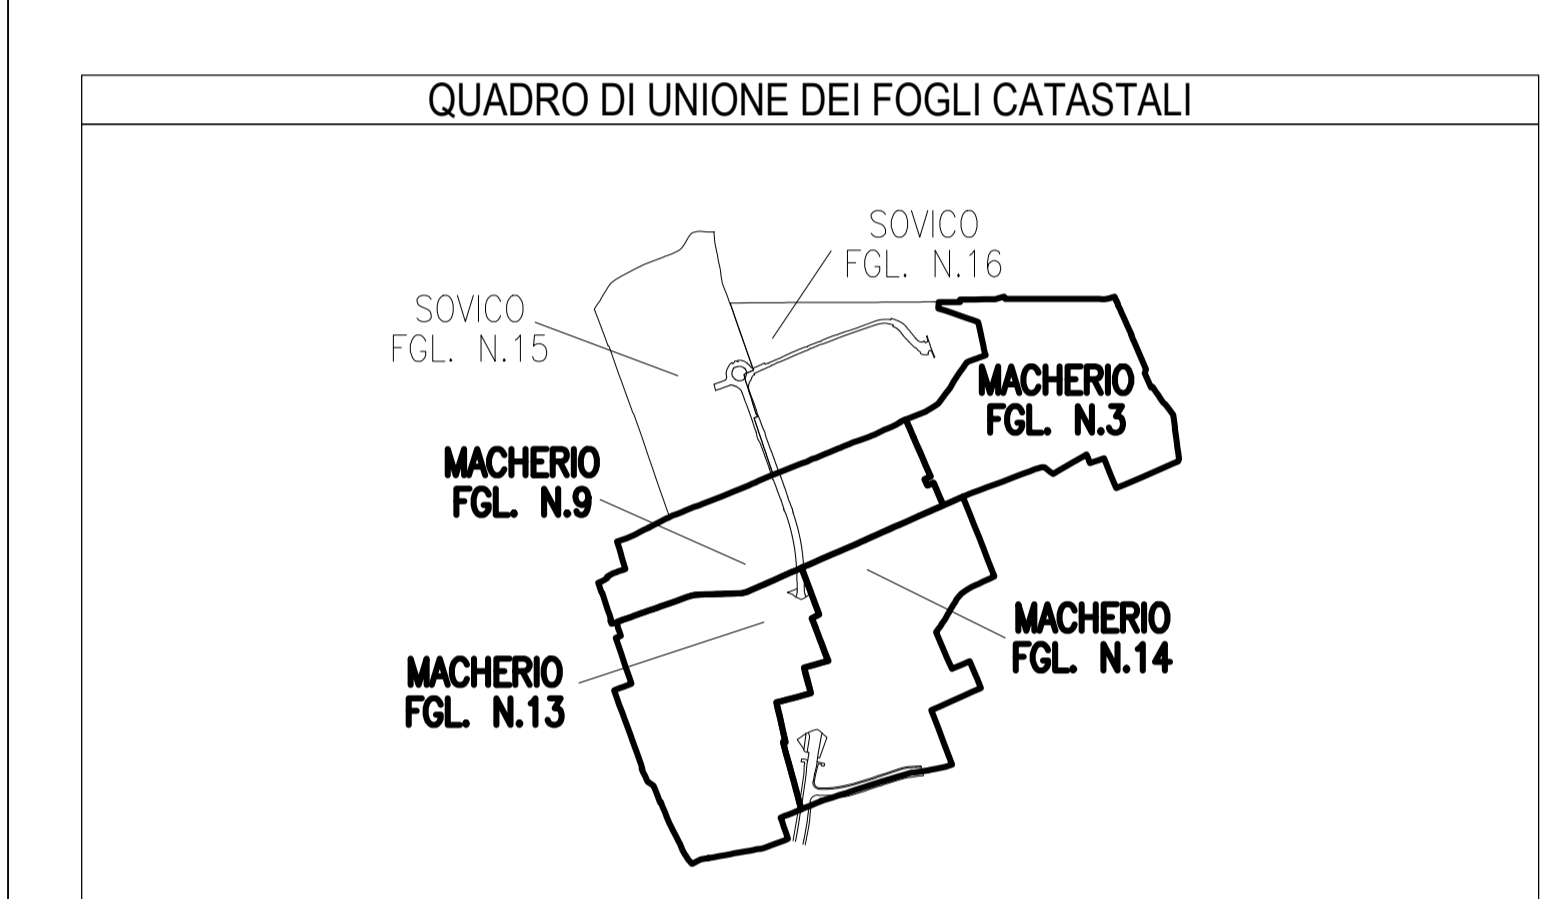 QUADRO DI UNIONE DEI FOGLI CATASTALI
SOVICO
FGL. N.16
SOVICO
FGL. N.15
MACHERIO
FGL. N.3
MACHERIO
FGL. N.9
MACHERIO
FGL. N.14
MACHERIO
FGL. N.13